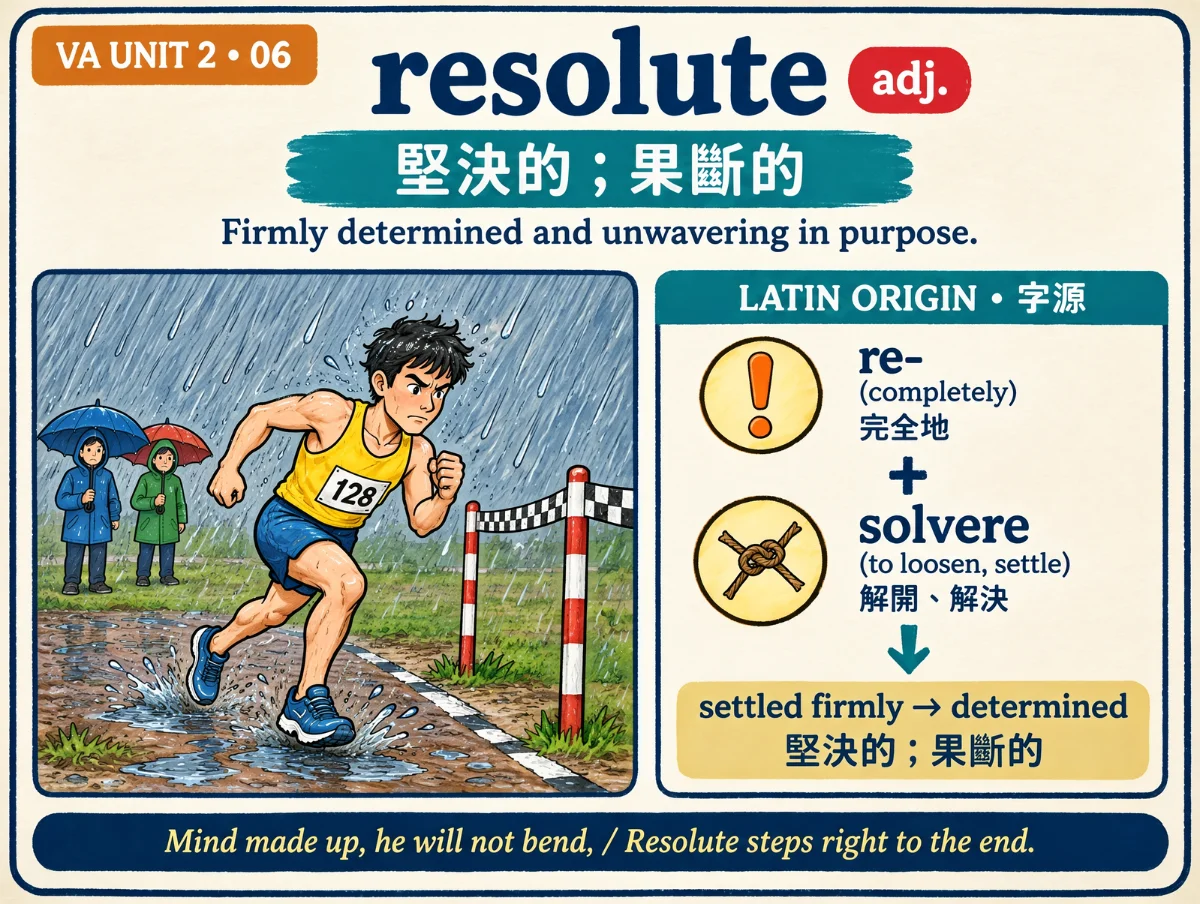 VA UNIT 2 • 06
resolute adj.
堅決的；果斷的
Firmly determined and unwavering in purpose.
128
LATIN ORIGIN • 字源
re-
(completely)
完全地
+
solvere
(to loosen, settle)
解開、解決
settled firmly → determined
堅決的；果斷的
Mind made up, he will not bend, / Resolute steps right to the end.